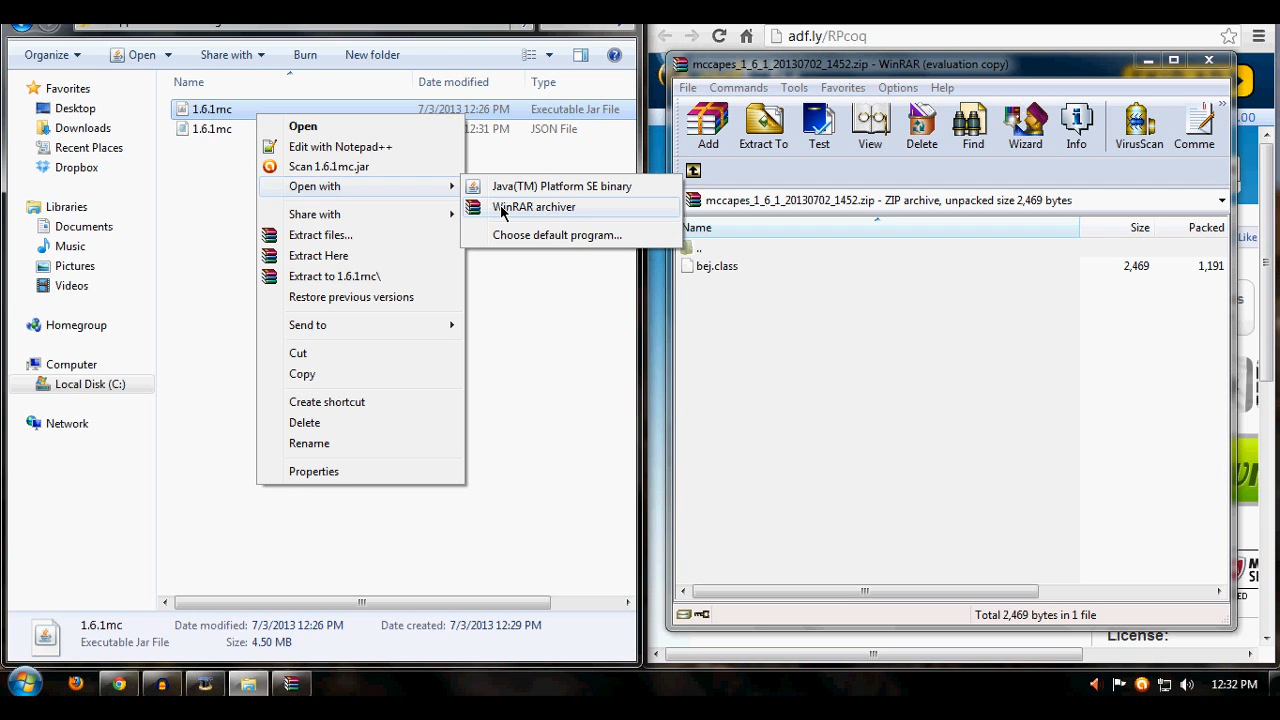 Organize
Open
Share with
Burn
New folder
Name
Date modified
Type
Favorites
Desktop
Downloads
Recent Places
Dropbox
Libraries
Documents
Music
Pictures
Videos
Homegroup
Computer
Local Disk (C:)
Network
1.6.1mc 7/3/2013 12:26 PM Executable Jar File
1.6.1mc 12:31 PM JSON File
Open
Edit with Notepad++
Scan 1.6.1mc.jar
Open with
Share with
Extract files...
Extract Here
Extract to 1.6.1mc\
Restore previous versions
Send to
Cut
Copy
Create shortcut
Delete
Rename
Properties
Java(TM) Platform SE binary
WinRAR archiver
Choose default program...
1.6.1mc Date modified: 7/3/2013 12:26 PM Date created: 7/3/2013 12:29 PM
Executable Jar File Size: 4.50 MB
adf.ly/RPcoq
mccapes_1_6_1_20130702_1452.zip - WinRAR (evaluation copy)
File Commands Tools Favorites Options Help
Add Extract To Test View Delete Find Wizard Info VirusScan Comme
mccapes_1_6_1_20130702_1452.zip - ZIP archive, unpacked size 2,469 bytes
Name Size Packed
..
bej.class 2,469 1,191
Total 2,469 bytes in 1 file
.00
Like
License:
12:32 PM